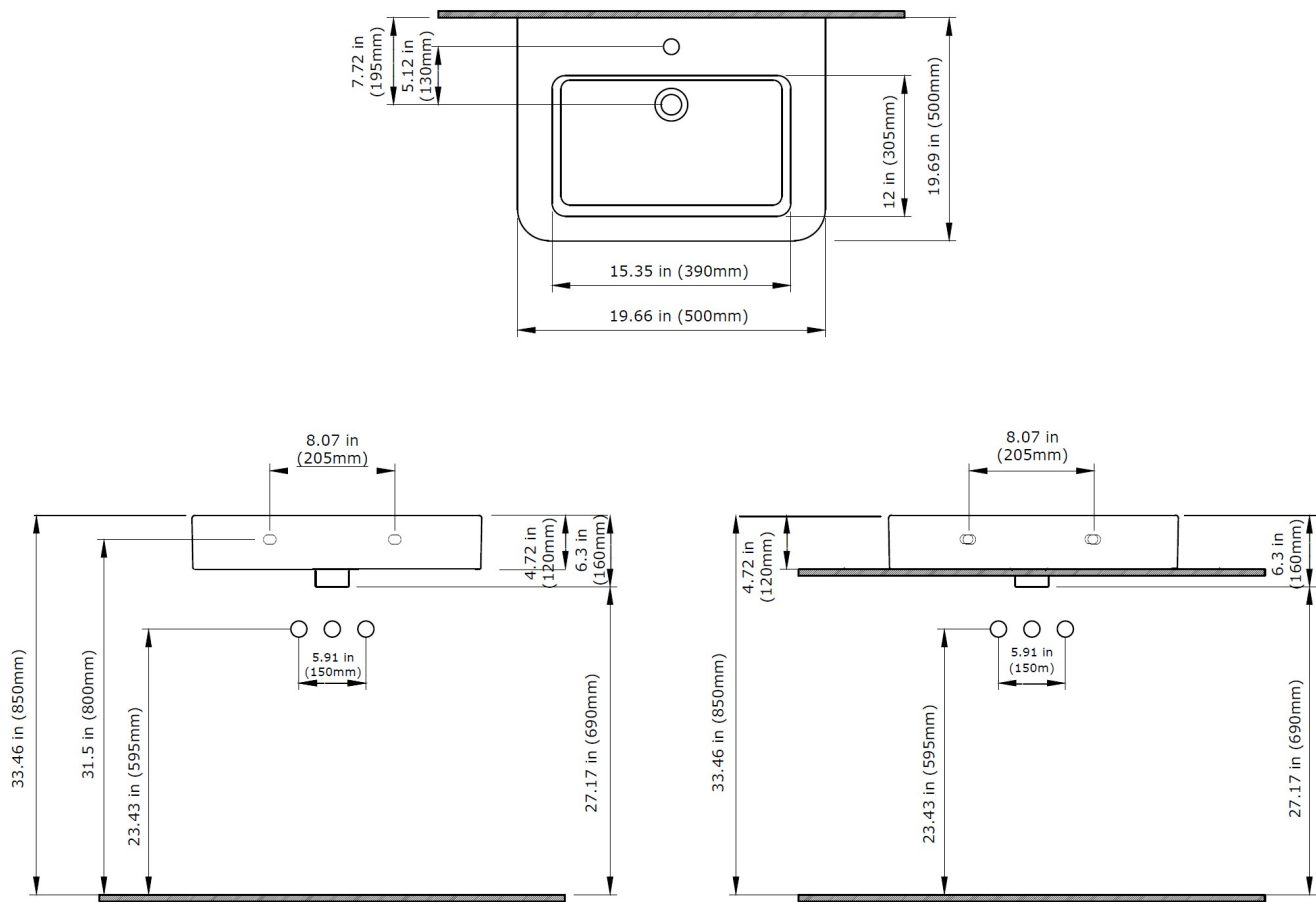 7.72 in
(195mm)
5.12 in
(130mm)
12 in (305mm)
19.69 in (500mm)
15.35 in (390mm)
19.66 in (500mm)
8.07 in
(205mm)
4.72 in
(120mm)
6.3 in
(160mm)
5.91 in
(150mm)
33.46 in (850mm)
31.5 in (800mm)
23.43 in (595mm)
27.17 in (690mm)
8.07 in
(205mm)
4.72 in
(120mm)
6.3 in
(160mm)
5.91 in
(150m)
33.46 in (850mm)
23.43 in (595mm)
27.17 in (690mm)